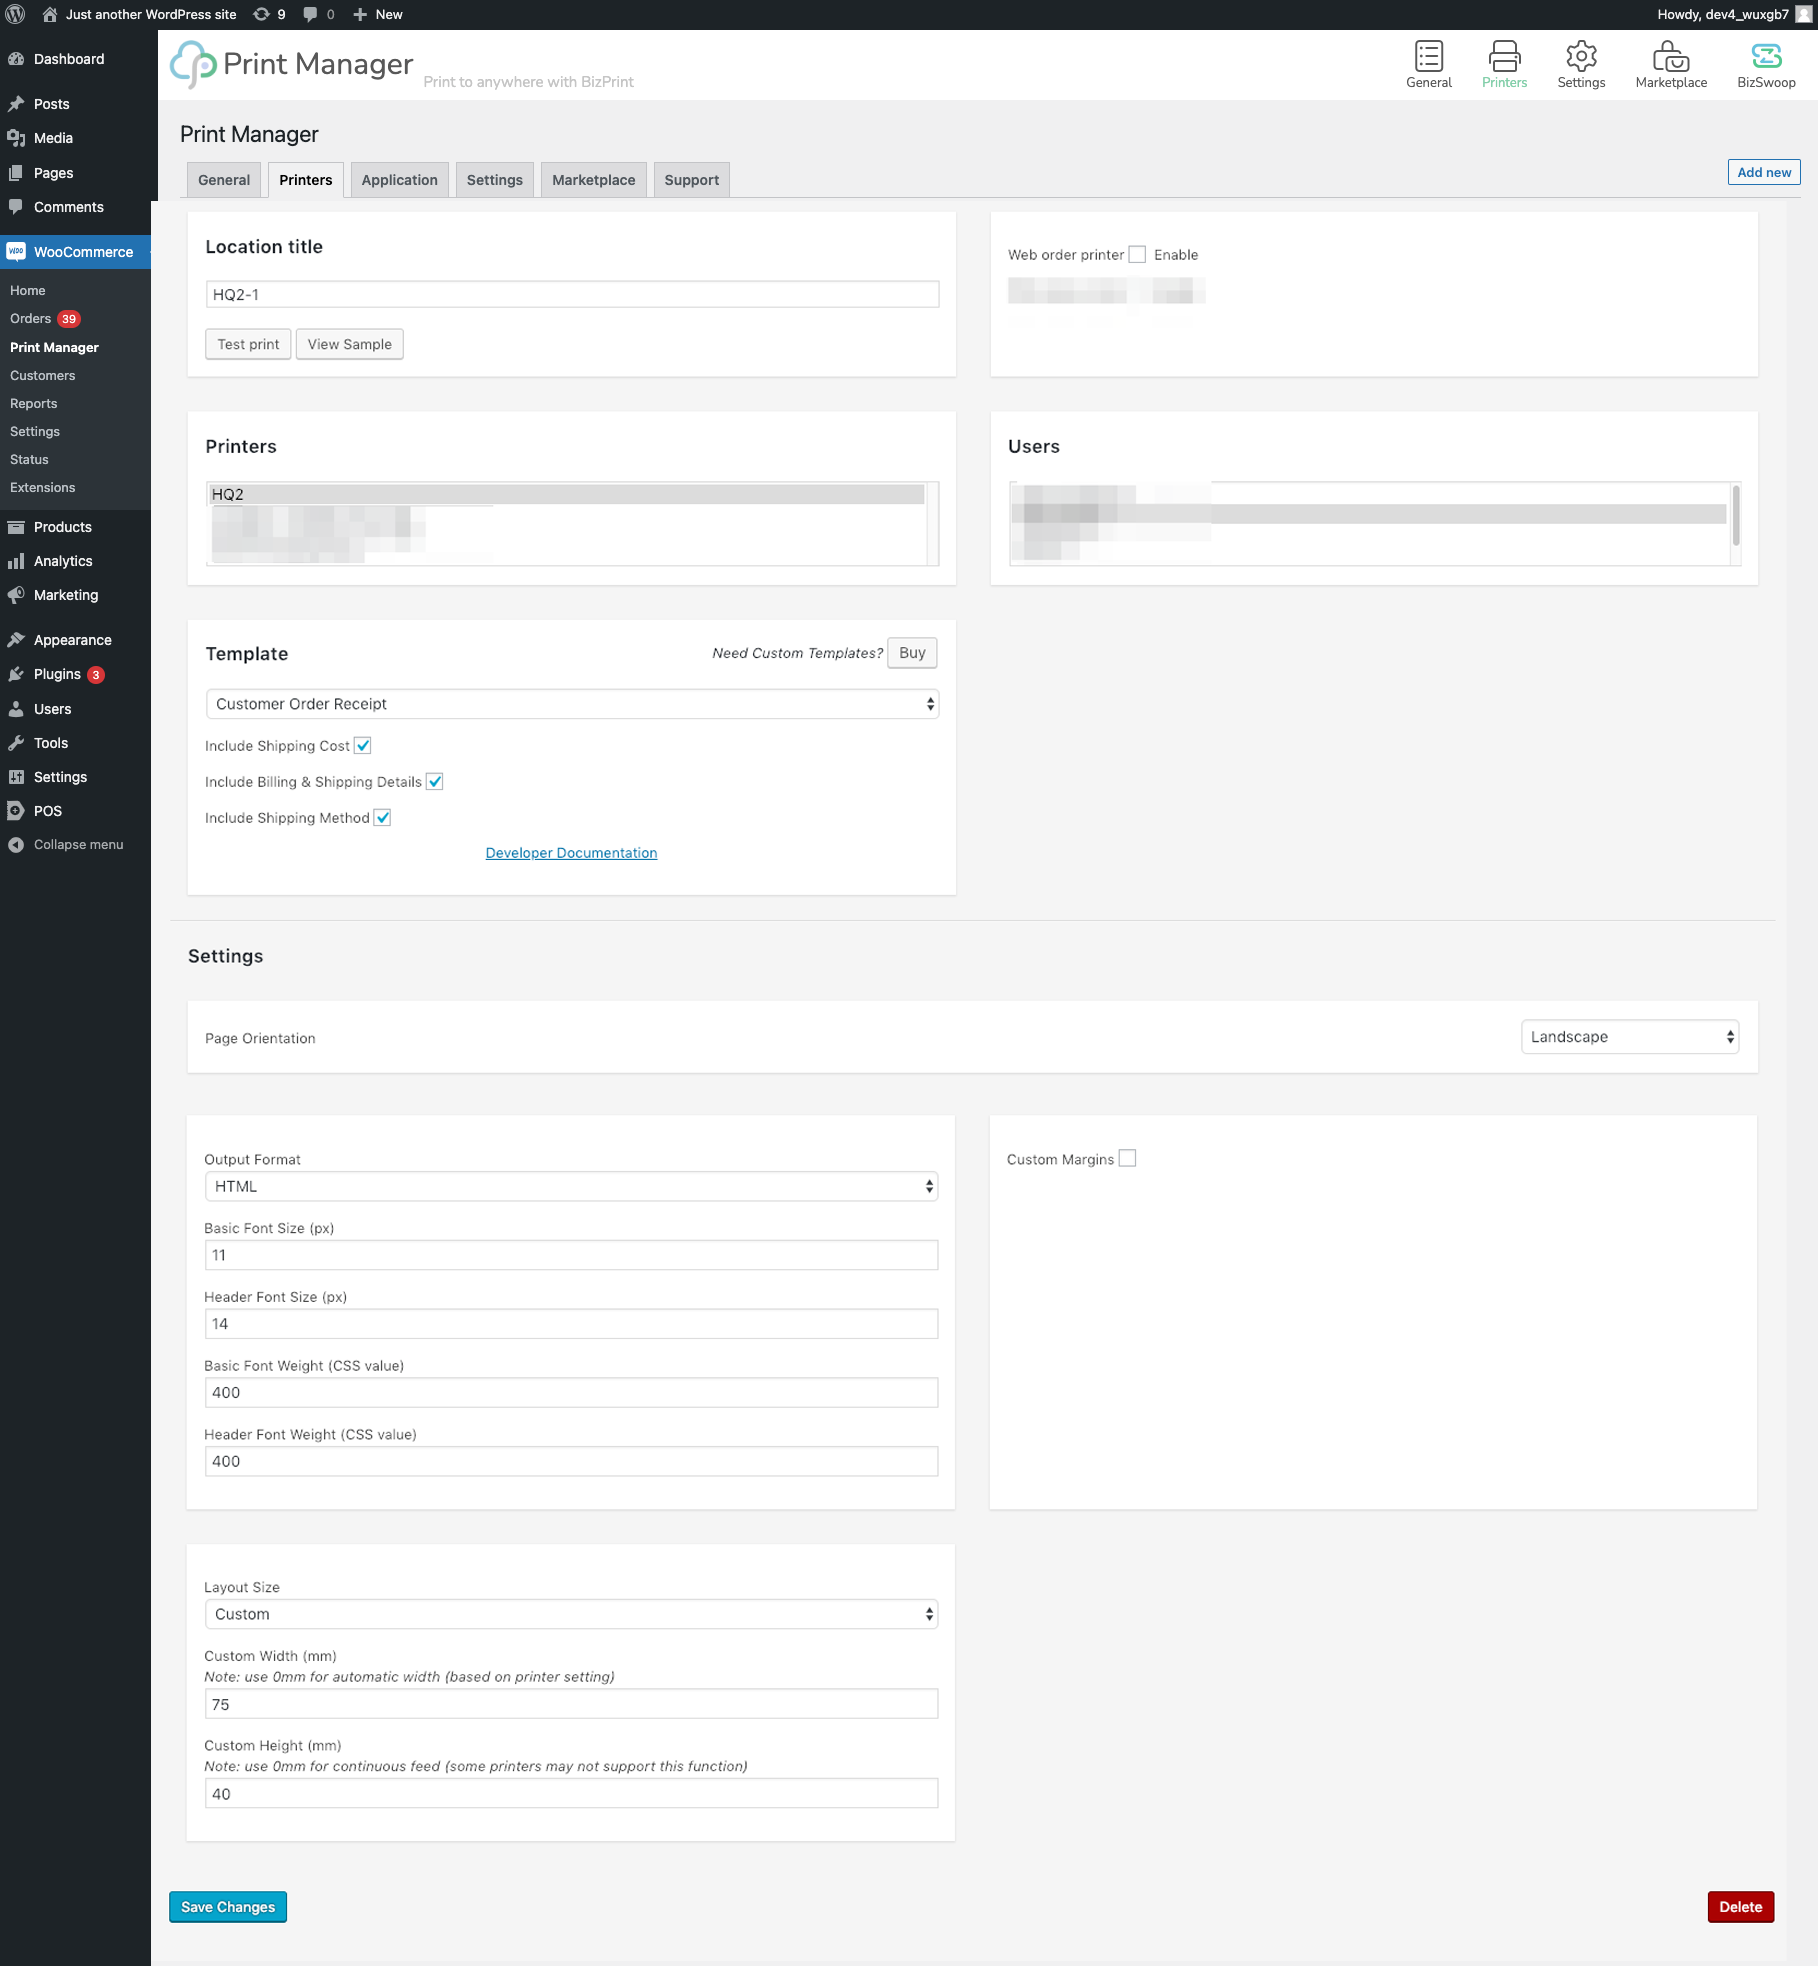 Just another WordPress site 9 0 New
Howdy, dev4_wuxgb7
Dashboard
Posts
Media
Pages
Comments
WooCommerce
Home
Orders 39
Print Manager
Customers
Reports
Settings
Status
Extensions
Products
Analytics
Marketing
Appearance
Plugins 3
Users
Tools
Settings
POS
Collapse menu
Print Manager Print to anywhere with BizPrint
General Printers Settings Marketplace BizSwoop
Print Manager
General Printers Application Settings Marketplace Support
Add new
Location title
HQ2-1
Test print View Sample
Web order printer Enable
Printers
HQ2
Users
Template
Need Custom Templates? Buy
Customer Order Receipt
Include Shipping Cost
Include Billing & Shipping Details
Include Shipping Method
Developer Documentation
Settings
Page Orientation
Landscape
Output Format
HTML
Basic Font Size (px)
11
Header Font Size (px)
14
Basic Font Weight (CSS value)
400
Header Font Weight (CSS value)
400
Custom Margins
Layout Size
Custom
Custom Width (mm)
Note: use 0mm for automatic width (based on printer setting)
75
Custom Height (mm)
Note: use 0mm for continuous feed (some printers may not support this function)
40
Save Changes
Delete